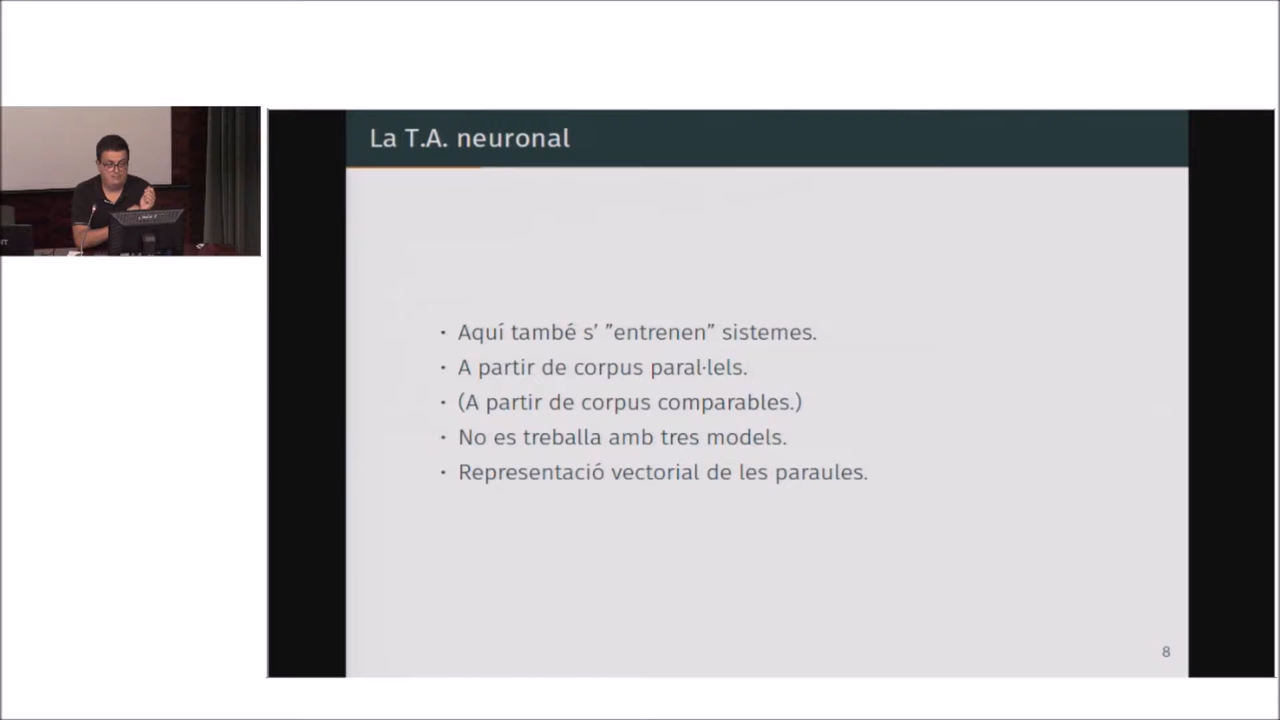 La T.A. neuronal
· Aquí també s’ ”entrenen” sistemes.
· A partir de corpus paral·lels.
· (A partir de corpus comparables.)
· No es treballa amb tres models.
· Representació vectorial de les paraules.
8